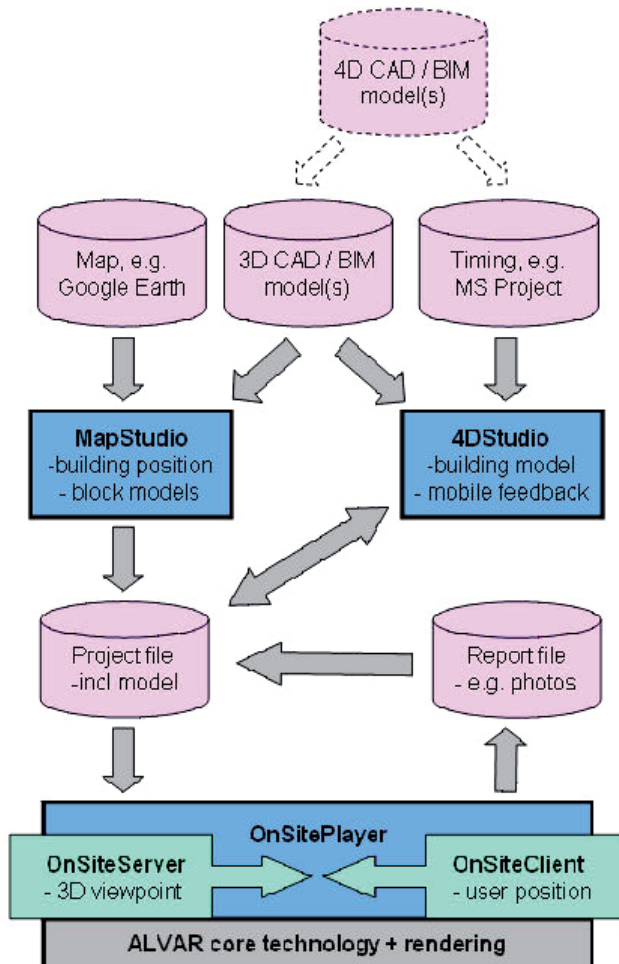 4D CAD / BIM
model(s)
Map, e.g.
Google Earth
3D CAD / BIM
model(s)
Timing, e.g.
MS Project
MapStudio
-building position
- block models
4DStudio
-building model
- mobile feedback
Project file
-incl model
Report file
- e.g. photos
OnSitePlayer
OnSiteServer
- 3D viewpoint
OnSiteClient
- user position
ALVAR core technology + rendering